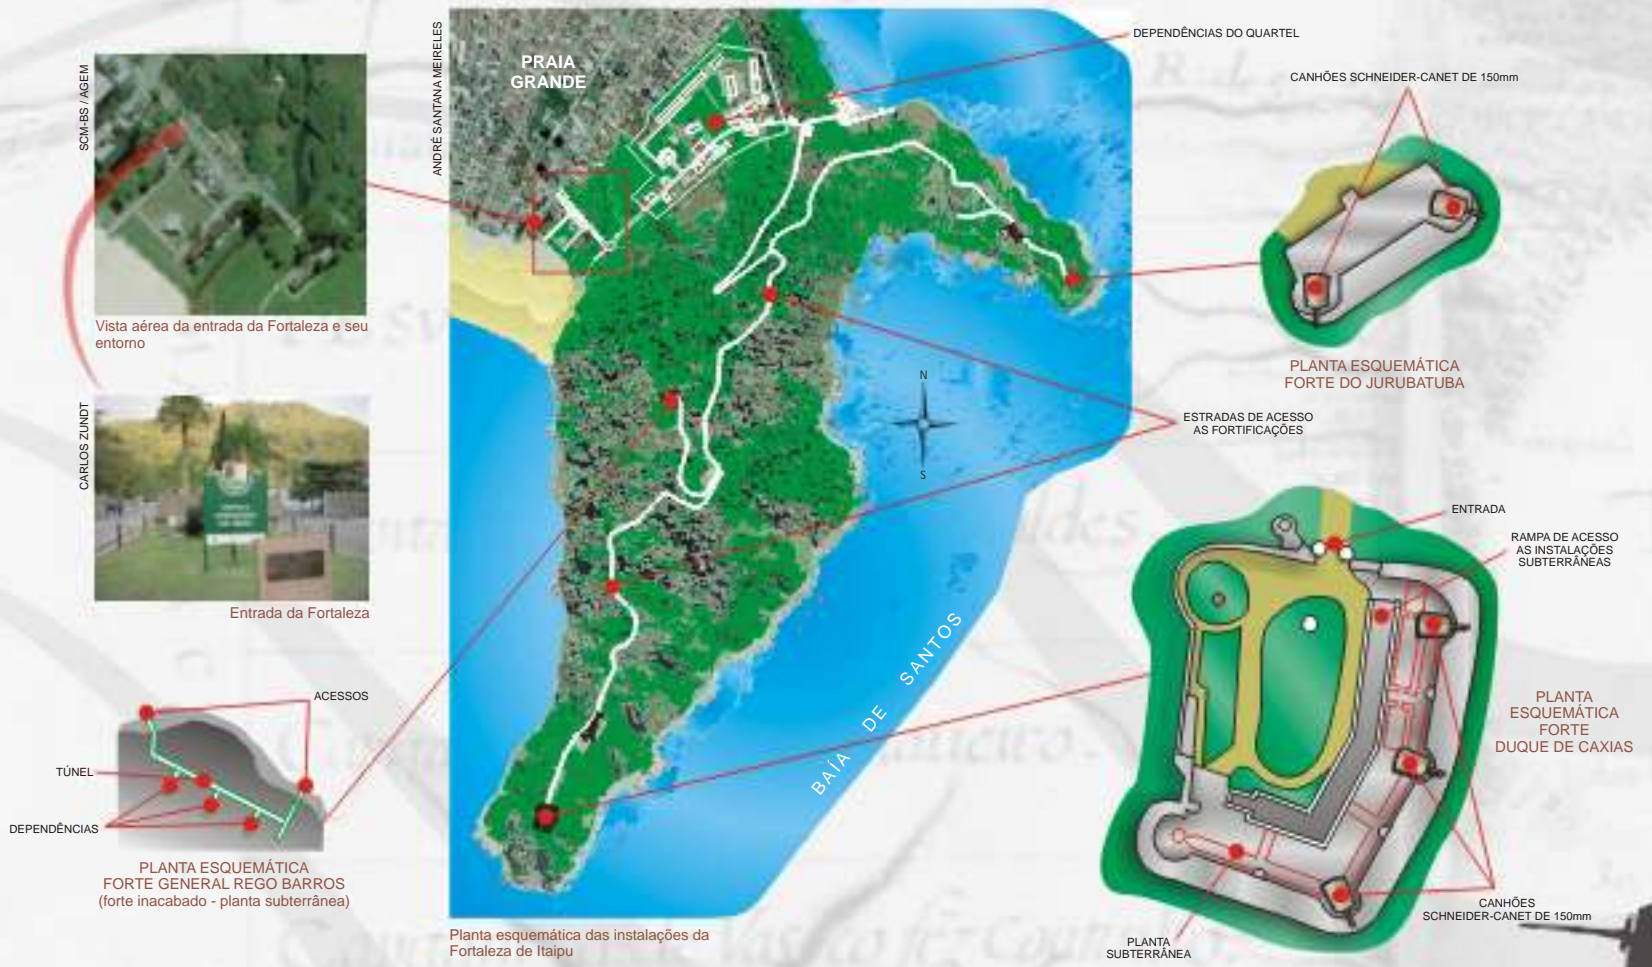 SCM-BS / AGEM
Vista aérea da entrada da Fortaleza e seu
entorno
CARLOS ZUNDT
Entrada da Fortaleza
ACESSOS
TÚNEL
DEPENDÊNCIAS
PLANTA ESQUEMÁTICA
FORTE GENERAL REGO BARROS
(forte inacabado - planta subterrânea)
ANDRÉ SANTANA MEIRELES
PRAIA
GRANDE
N
S
BAÍA DE SANTOS
Planta esquemática das instalações da
Fortaleza de Itaipu
DEPENDÊNCIAS DO QUARTEL
CANHÕES SCHNEIDER-CANET DE 150mm
PLANTA ESQUEMÁTICA
FORTE DO JURUBATUBA
ESTRADAS DE ACESSO
AS FORTIFICAÇÕES
ENTRADA
RAMPA DE ACESSO
AS INSTALAÇÕES
SUBTERRÂNEAS
PLANTA
ESQUEMÁTICA
FORTE
DUQUE DE CAXIAS
CANHÕES
SCHNEIDER-CANET DE 150mm
PLANTA
SUBTERRÂNEA